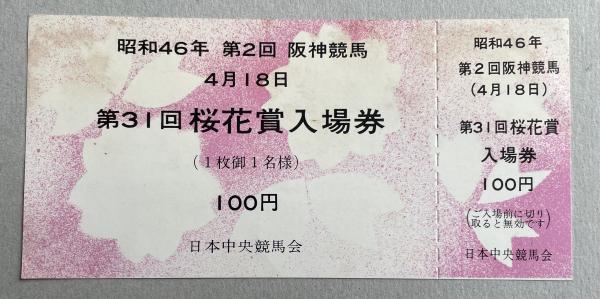 昭和46年 第2回 阪神競馬
4月18日
第31回 桜花賞入場券
(1枚御1名様)
100円
日本中央競馬会
昭和46年
第2回阪神競馬
(4月18日)
第31回桜花賞
入場券
100円
(ご入場前に切り
取ると無効です)
日本中央競馬会